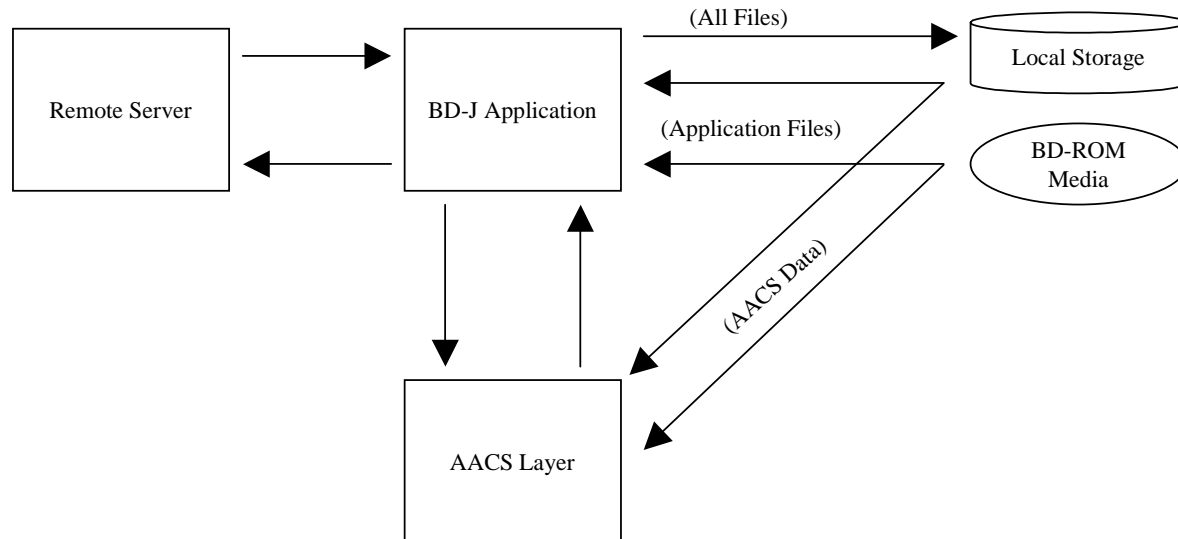 (All Files)
Remote Server
BD-J Application
Local Storage
(Application Files)
BD-ROM
Media
(AACS Data)
AACS Layer